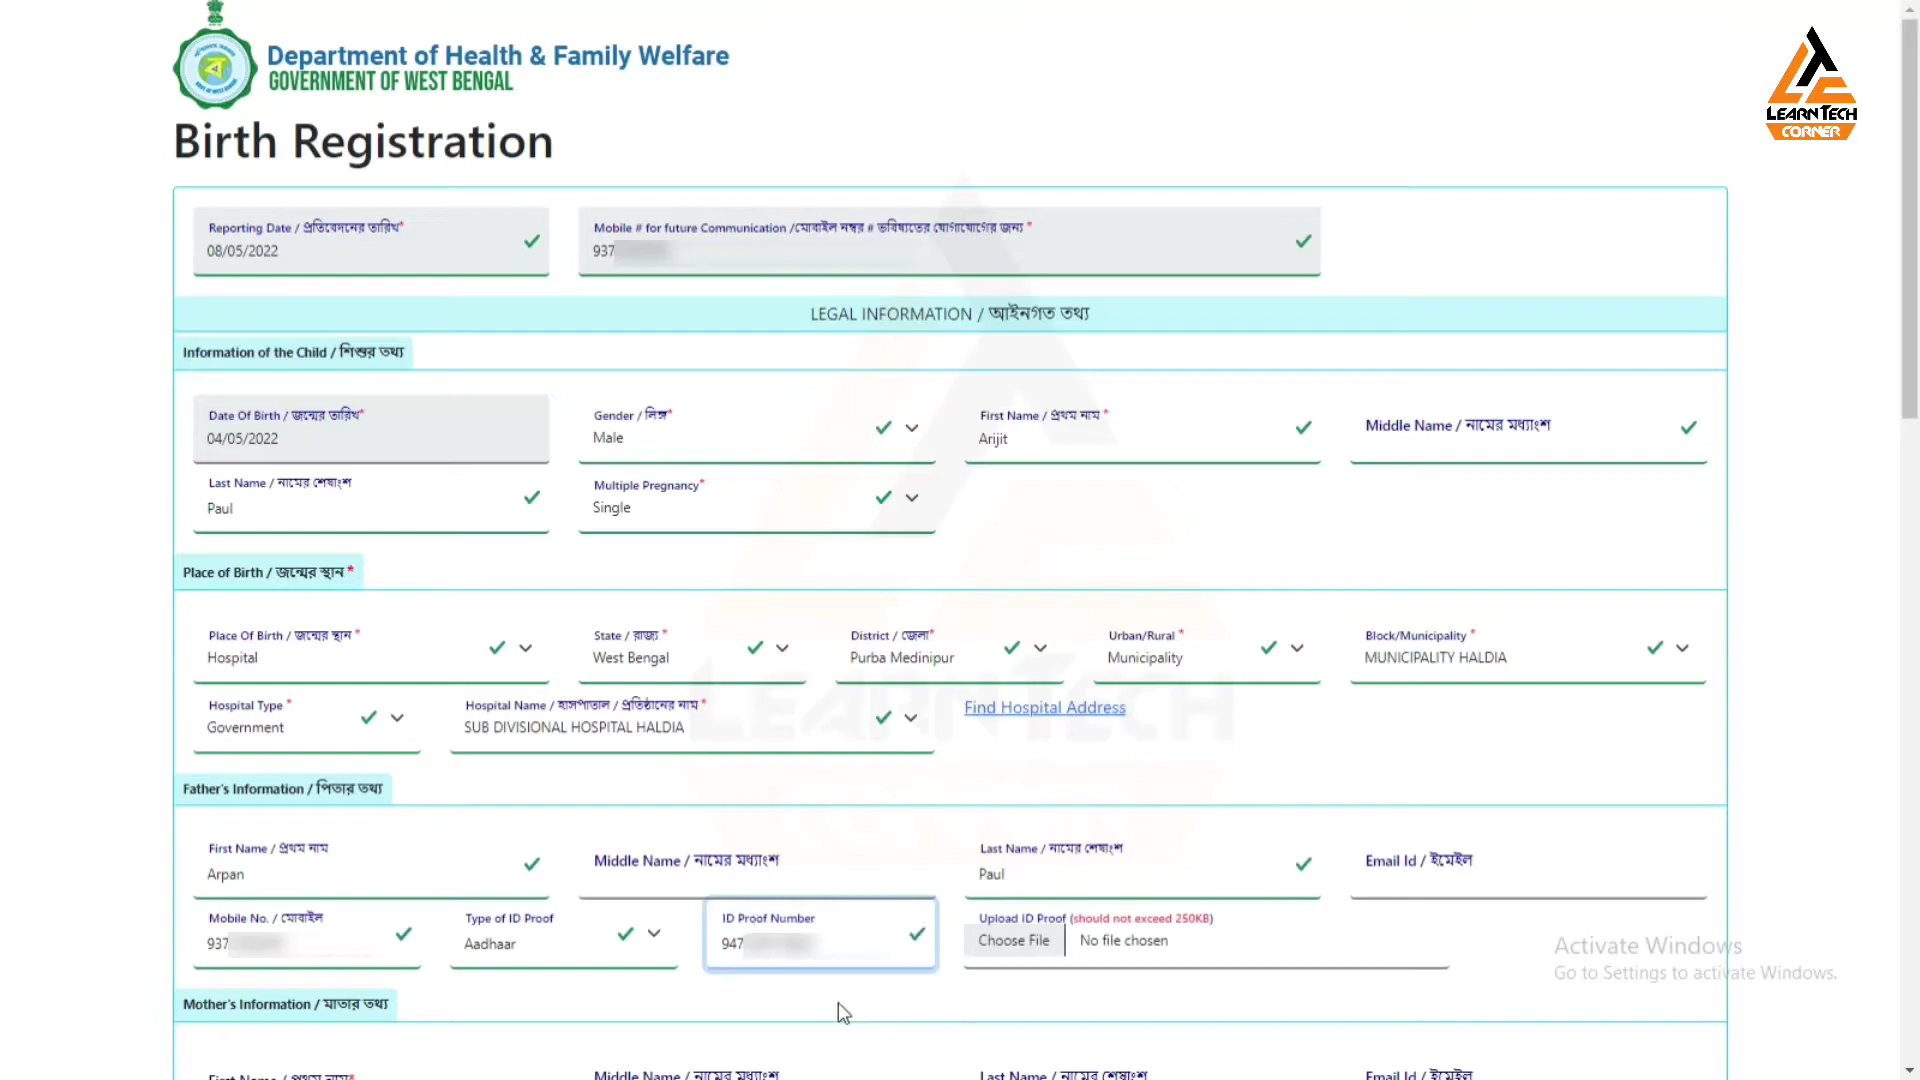 Department of Health & Family Welfare
GOVERNMENT OF WEST BENGAL
LEARNTECH
CORNER
Birth Registration
Reporting Date / প্রতিবেদনের তারিখ*
08/05/2022
Mobile # for future Communication /মোবাইল নম্বর # ভবিষ্যতের যোগাযোগের জন্য *
937
LEGAL INFORMATION / আইনগত তথ্য
Information of the Child / শিশুর তথ্য
Date Of Birth / জন্মের তারিখ*
04/05/2022
Gender / লিঙ্গ*
Male
First Name / প্রথম নাম *
Arijit
Middle Name / নামের মধ্যাংশ
Last Name / নামের শেষাংশ
Paul
Multiple Pregnancy*
Single
Place of Birth / জন্মের স্থান *
Place Of Birth / জন্মের স্থান *
Hospital
State / রাজ্য *
West Bengal
District / জেলা*
Purba Medinipur
Urban/Rural *
Municipality
Block/Municipality *
MUNICIPALITY HALDIA
Hospital Type *
Government
Hospital Name / হাসপাতাল / প্রতিষ্ঠানের নাম *
SUB DIVISIONAL HOSPITAL HALDIA
Find Hospital Address
LEARNTECH
Father's Information / পিতার তথ্য
First Name / প্রথম নাম
Arpan
Middle Name / নামের মধ্যাংশ
Last Name / নামের শেষাংশ
Paul
Email Id / ইমেইল
Mobile No. / মোবাইল
937
Type of ID Proof
Aadhaar
ID Proof Number
947
Upload ID Proof (should not exceed 250KB)
Choose File No file chosen
Activate Windows
Go to Settings to activate Windows.
Mother's Information / মাতার তথ্য
First Name / প্রথম নাম*
Middle Name / নামের মধ্যাংশ
Last Name / নামের শেষাংশ
Email Id / ইমেইল